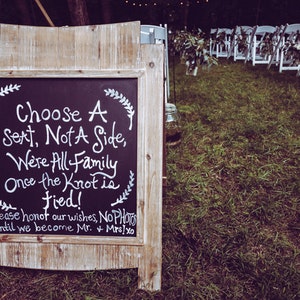 Choose A
Seat, Not A Side,
We're All Family
Once the Knot is
Tied!
Please honor our wishes, No Photos
until we become Mr. + Mrs! xo